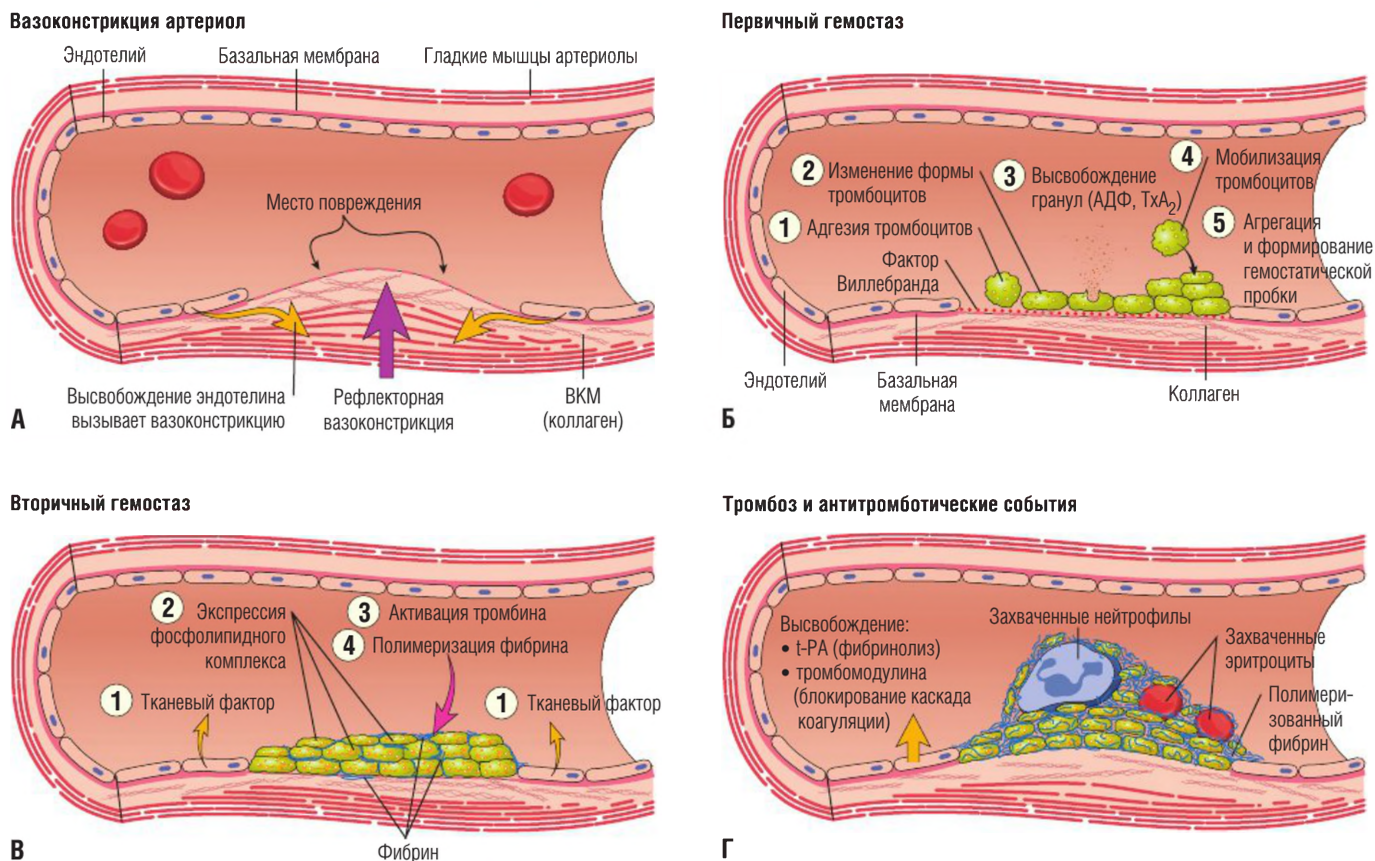 Вазоконстрикция артериол
Эндотелий
Базальная мембрана
Гладкие мышцы артериолы
Место повреждения
Высвобождение эндотелина
вызывает вазоконстрикцию
Рефлекторная
вазоконстрикция
ВКМ
(коллаген)
А
Первичный гемостаз
2 Изменение формы
тромбоцитов
3 Высвобождение
гранул (АДФ, TxA2)
4 Мобилизация
тромбоцитов
1 Адгезия тромбоцитов
5 Агрегация
и формирование
гемостатической
пробки
Фактор
Виллебранда
Эндотелий
Базальная
мембрана
Коллаген
Б
Вторичный гемостаз
2 Экспрессия
фосфолипидного
комплекса
3 Активация тромбина
4 Полимеризация фибрина
1 Тканевый фактор
1 Тканевый фактор
Фибрин
В
Тромбоз и антитромботические события
Высвобождение:
• t-PA (фибринолиз)
• тромбомодулина
(блокирование каскада
коагуляции)
Захваченные нейтрофилы
Захваченные
эритроциты
Полимери-
зованный
фибрин
Г